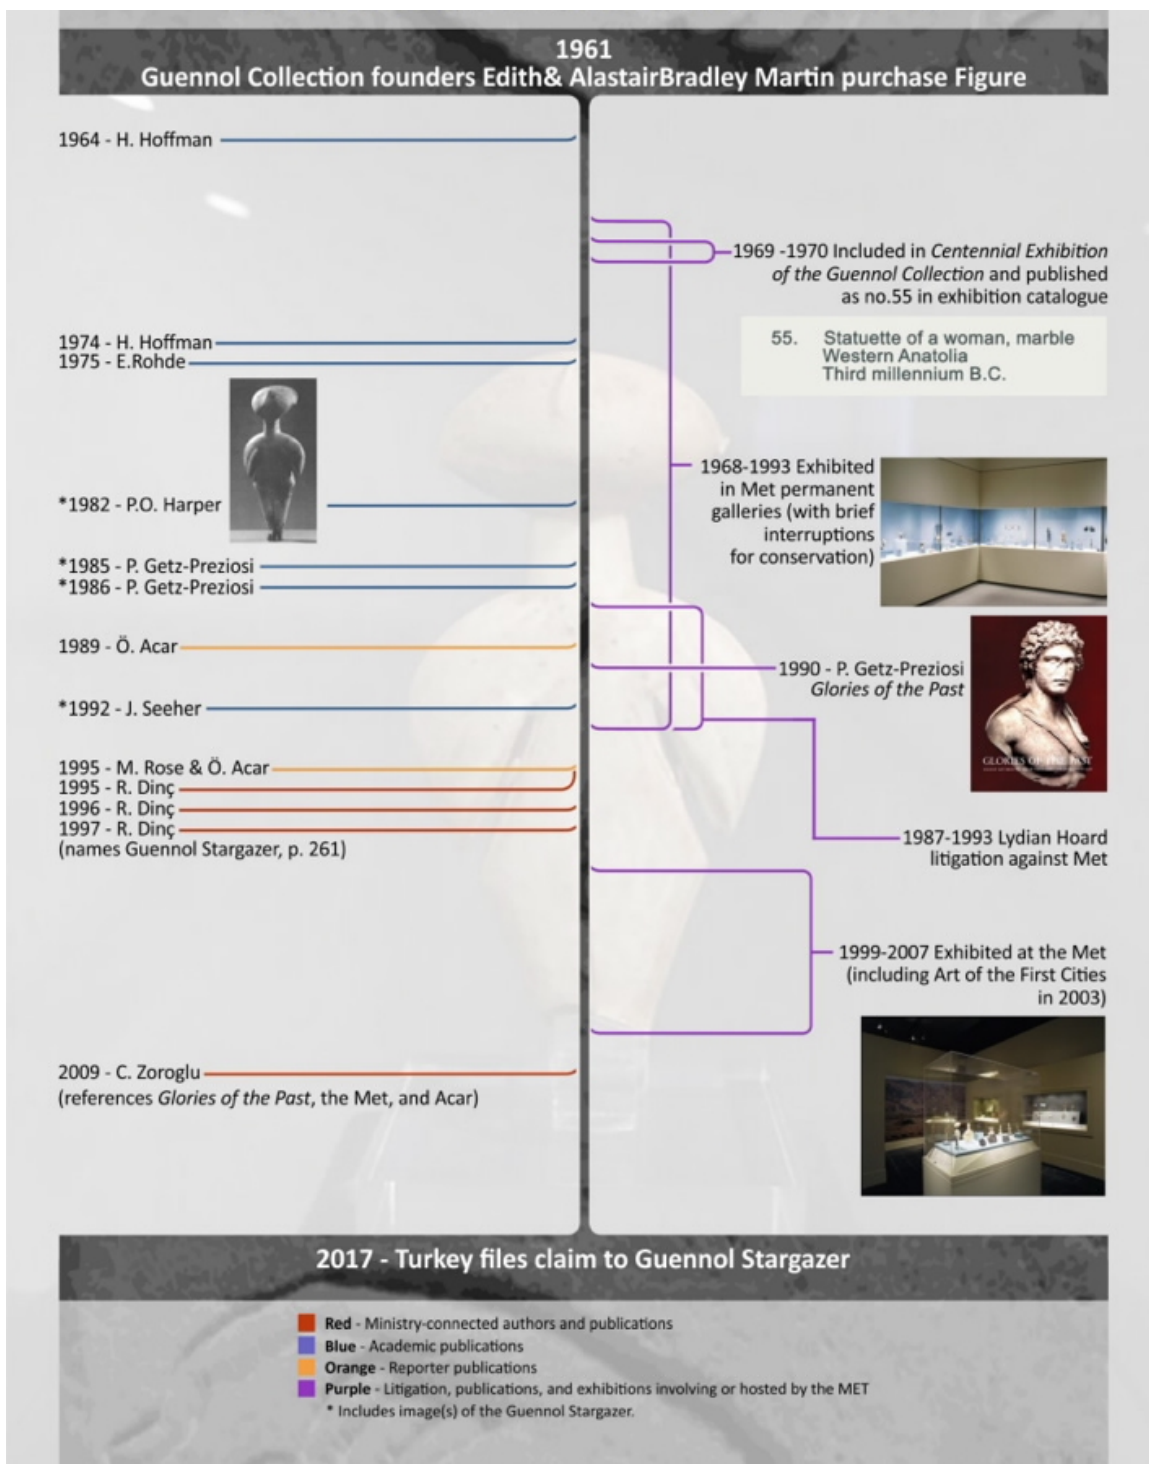 1961
Guennol Collection founders Edith& AlastairBradley Martin purchase Figure
1964 - H. Hoffman
1969 -1970 Included in Centennial Exhibition
of the Guennol Collection and published
as no.55 in exhibition catalogue
55. Statuette of a woman, marble
Western Anatolia
Third millennium B.C.
1974 - H. Hoffman
1975 - E.Rohde
1968-1993 Exhibited
in Met permanent
galleries (with brief
interruptions
for conservation)
*1982 - P.O. Harper
*1985 - P. Getz-Preziosi
*1986 - P. Getz-Preziosi
1989 - Ö. Acar
1990 - P. Getz-Preziosi
Glories of the Past
GLORIES OF THE PAST
*1992 - J. Seeher
1995 - M. Rose & Ö. Acar
1995 - R. Dinç
1996 - R. Dinç
1997 - R. Dinç
(names Guennol Stargazer, p. 261)
1987-1993 Lydian Hoard
litigation against Met
1999-2007 Exhibited at the Met
(including Art of the First Cities
in 2003)
2009 - C. Zoroglu
(references Glories of the Past, the Met, and Acar)
2017 - Turkey files claim to Guennol Stargazer
Red - Ministry-connected authors and publications
Blue - Academic publications
Orange - Reporter publications
Purple - Litigation, publications, and exhibitions involving or hosted by the MET
* Includes image(s) of the Guennol Stargazer.